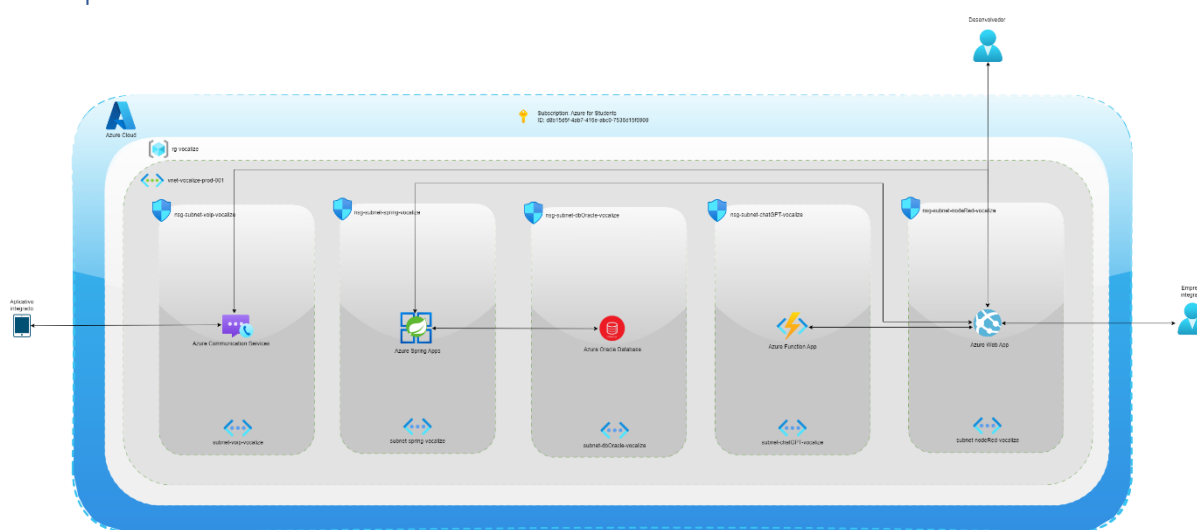 Desenvolvedor
Azure Cloud
Subscription Azure for Students
rg-vocalize
vnet-vocalize-prod-001
nsg-subnet-voip-vocalize
nsg-subnet-spring-vocalize
nsg-subnet-dbOracle-vocalize
nsg-subnet-chatGPT-vocalize
nsg-subnet-nodeRed-vocalize
Aplicativo
integrado
Azure Communication Services
Azure Spring Apps
Azure Oracle Database
Azure Function App
Azure Web App
subnet-voip-vocalize
subnet-spring-vocalize
subnet-dbOracle-vocalize
subnet-chatGPT-vocalize
subnet-nodeRed-vocalize